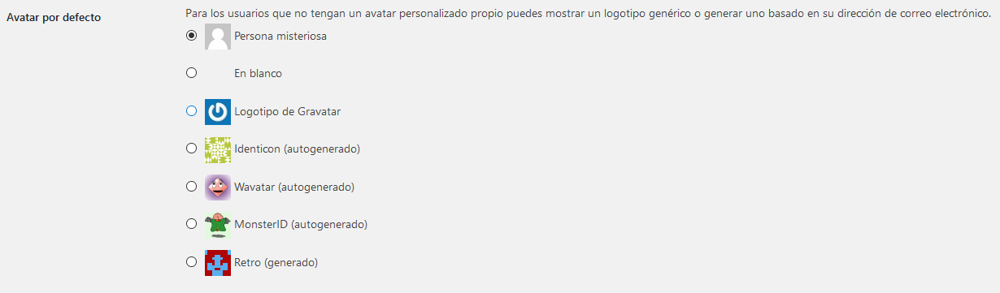 Avatar por defecto
Para los usuarios que no tengan un avatar personalizado propio puedes mostrar un logotipo genérico o generar uno basado en su dirección de correo electrónico.
Persona misteriosa
En blanco
Logotipo de Gravatar
Identicon (autogenerado)
Wavatar (autogenerado)
MonsterID (autogenerado)
Retro (generado)